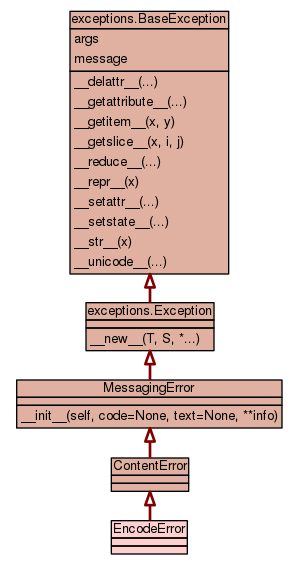 exceptions.BaseException
args
message
__delattr__(...)
__getattribute__(...)
__getitem__(x, y)
__getslice__(x, i, j)
__reduce__(...)
__repr__(x)
__setattr__(...)
__setstate__(...)
__str__(x)
__unicode__(...)
exceptions.Exception
__new__(T, S, *...)
MessagingError
__init__(self, code=None, text=None, **info)
ContentError
EncodeError